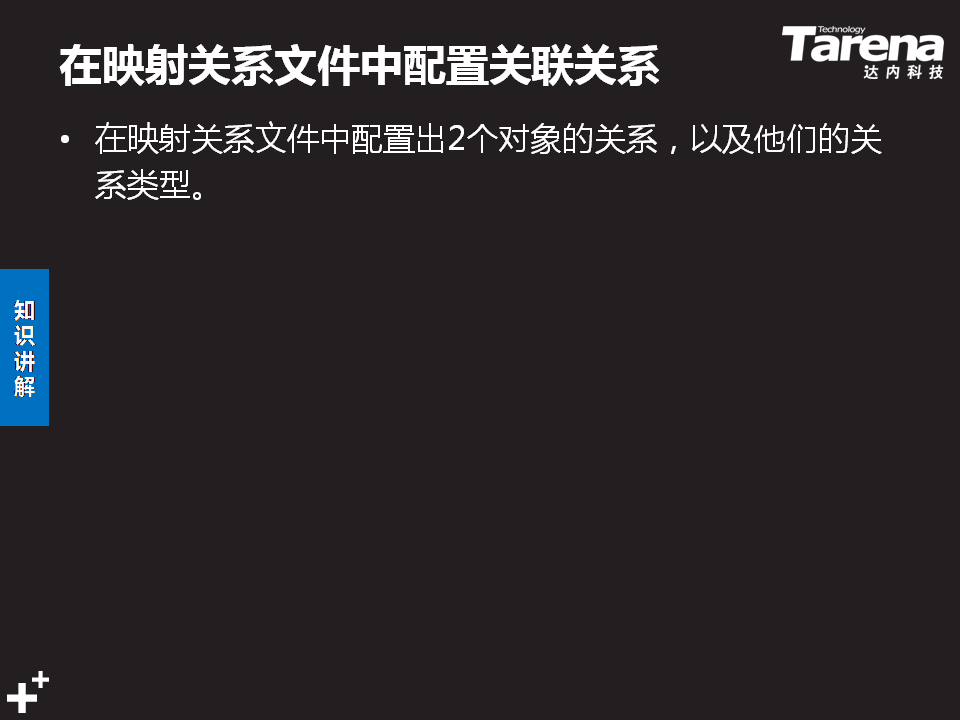 在映射关系文件中配置关联关系
Technology
Tarena
达内科技
• 在映射关系文件中配置出2个对象的关系，以及他们的关
系类型。
知
识
讲
解